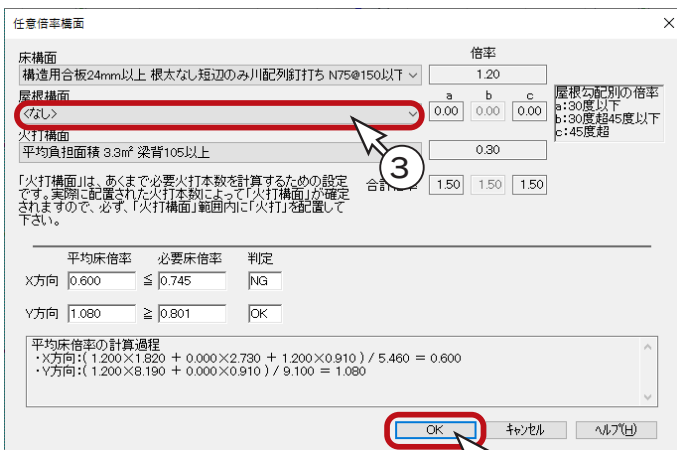 任意倍率構面
床構面
倍率
構造用合板24mm以上 根太なし短辺のみ川配列釘打ち N75@150以下
1.20
屋根構面
a b c
屋根勾配別の倍率
<なし>
0.00 0.00 0.00
a:30度以下
b:30度超45度以下
c:45度超
火打構面
平均負担面積 3.3㎡ 梁背105以上
0.30
③
「火打構面」は、あくまで必要火打本数を計算するための設定
です。実際に配置された火打本数によって「火打構面」が確定
されますので、必ず、「火打構面」範囲内に「火打」を配置して
下さい。
1.50 1.50 1.50
平均床倍率 必要床倍率 判定
X方向 0.600 ≦ 0.745 NG
Y方向 1.080 ≧ 0.801 OK
平均床倍率の計算過程
・X方向:( 1.200×1.820 + 0.000×2.730 + 1.200×0.910 ) / 5.460 = 0.600
・Y方向:( 1.200×8.190 + 0.000×0.910 ) / 9.100 = 1.080
OK キャンセル ヘルプ(H)